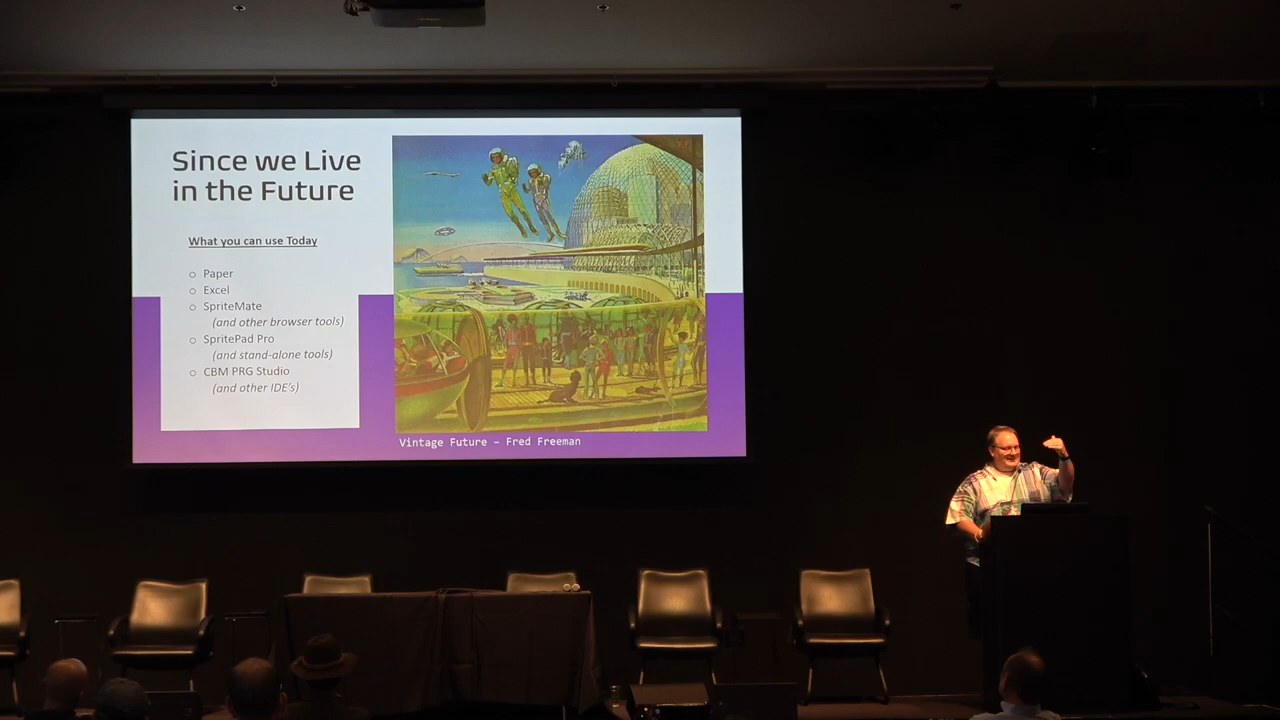 Since we Live
in the Future
What you can use Today
o Paper
o Excel
o SpriteMate
(and other browser tools)
o SpritePad Pro
(and stand-alone tools)
o CBM PRG Studio
(and other IDE's)
Vintage Future – Fred Freeman